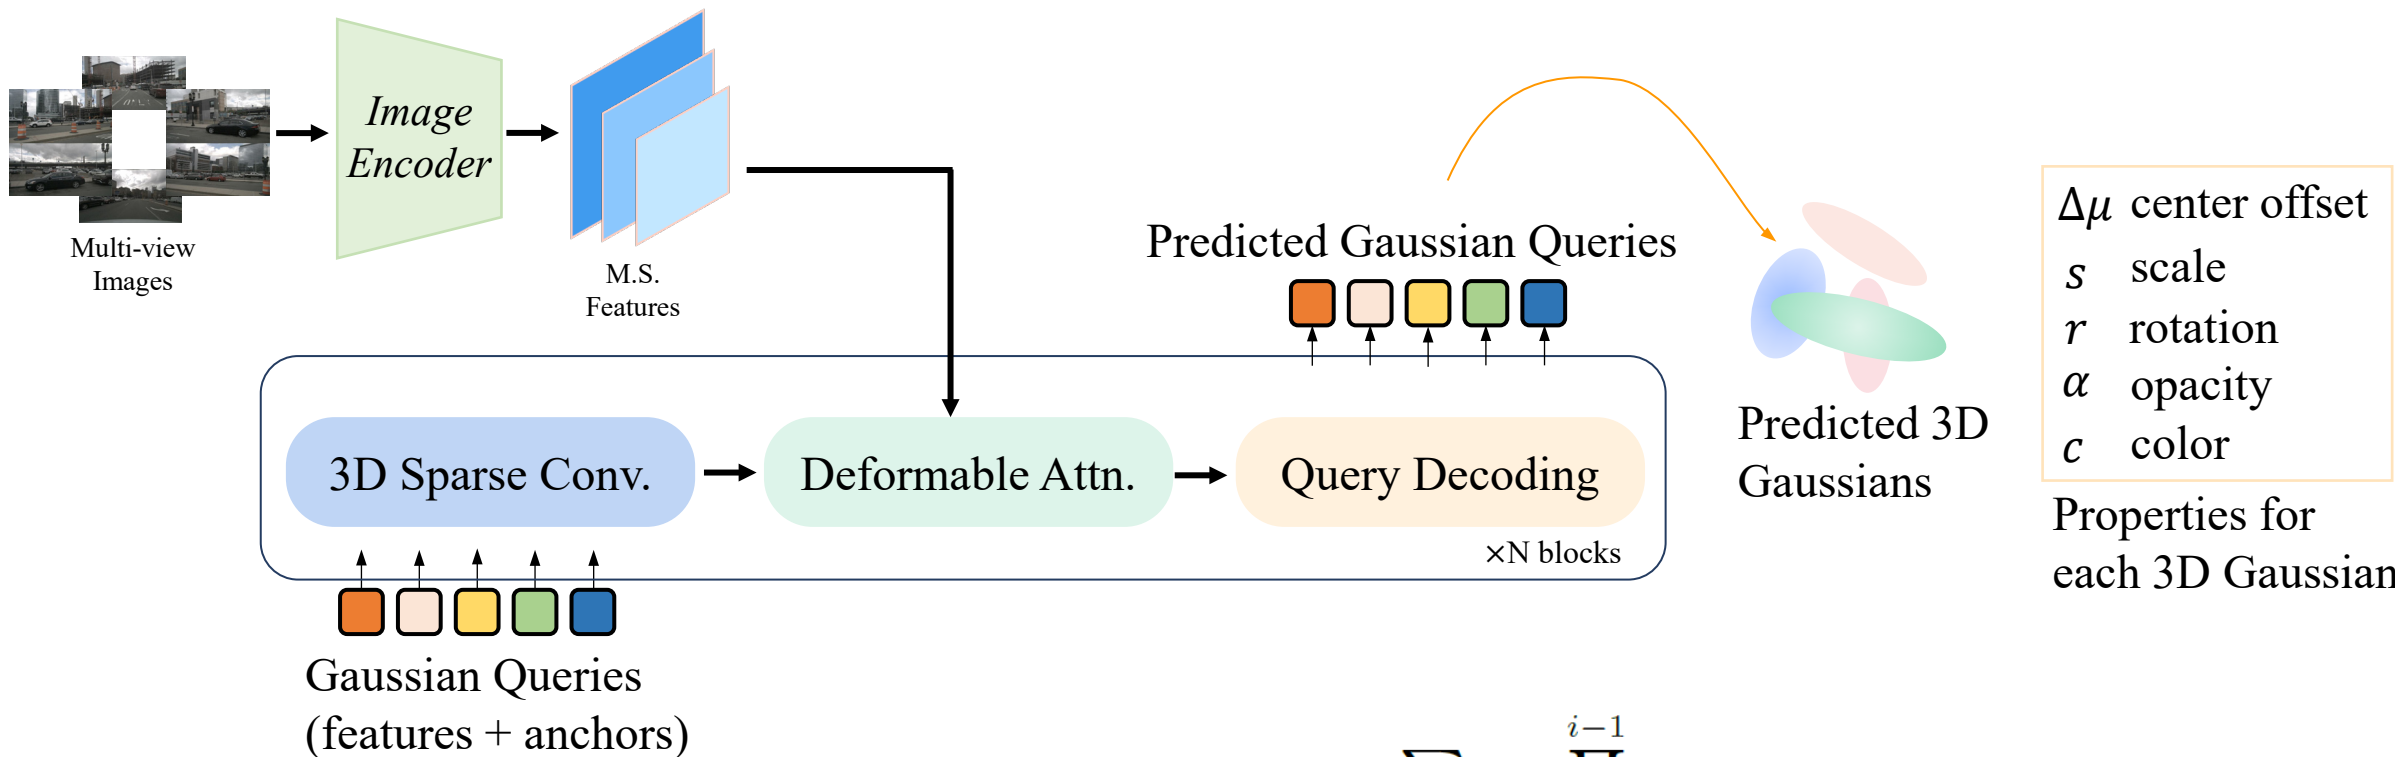 Image
Encoder
Multi-view
Images
M.S.
Features
Predicted Gaussian Queries
3D Sparse Conv.
Deformable Attn.
Query Decoding
×N blocks
Gaussian Queries
(features + anchors)
Predicted 3D
Gaussians
Δμ center offset
s scale
r rotation
α opacity
c color
Properties for
each 3D Gaussian
i−1